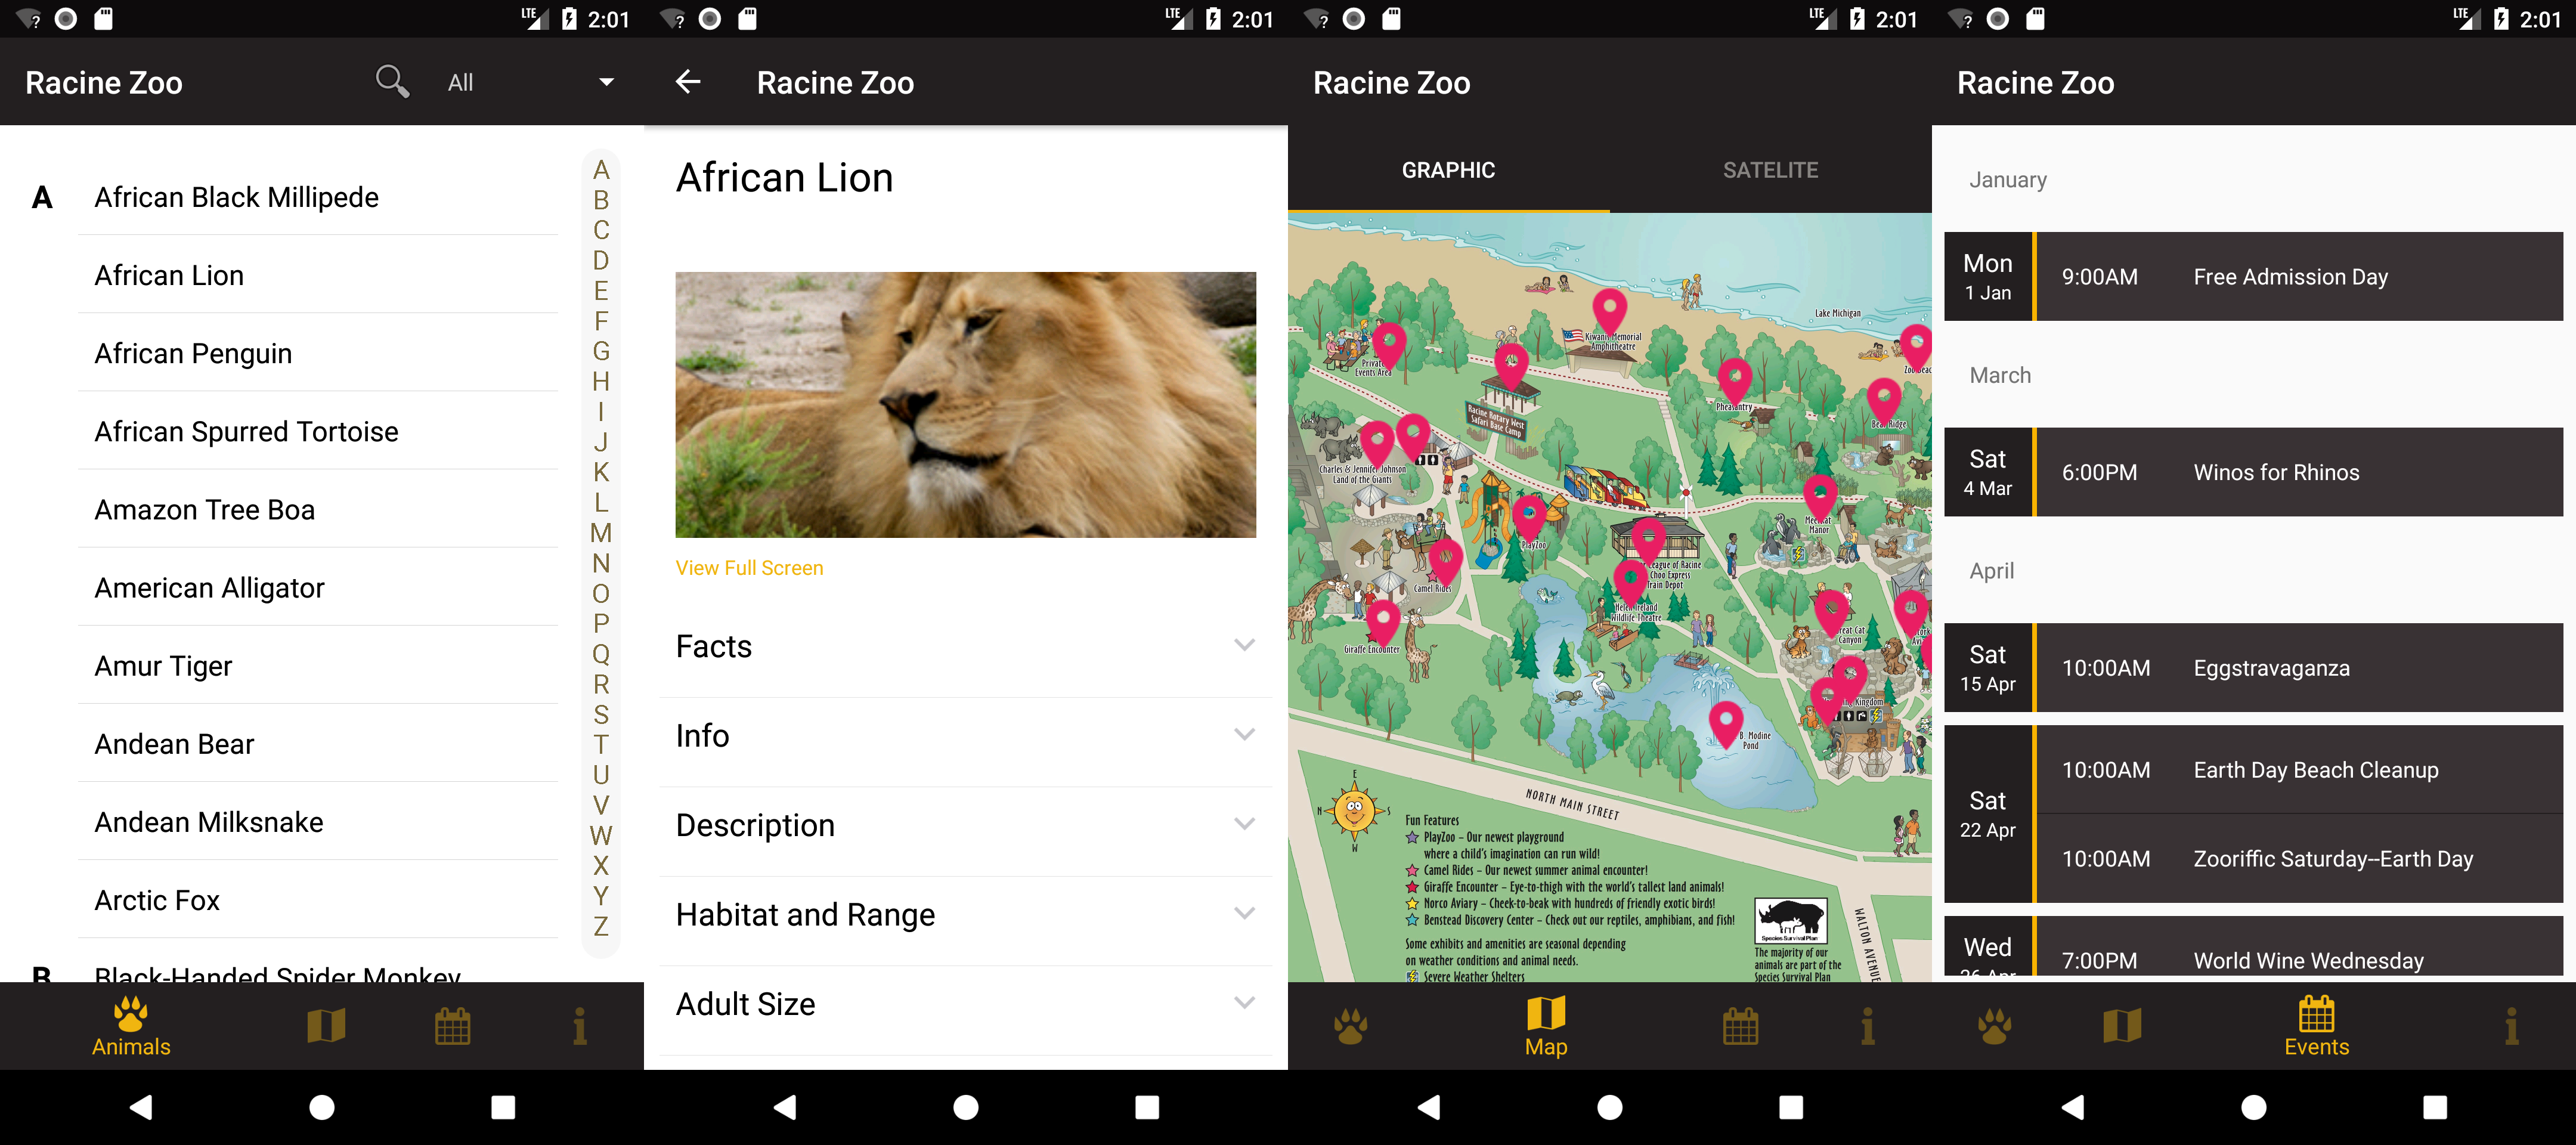 LTE 2:01
Racine Zoo
All
A
African Black Millipede
African Lion
African Penguin
African Spurred Tortoise
Amazon Tree Boa
American Alligator
Amur Tiger
Andean Bear
Andean Milksnake
Arctic Fox
B
Black-Handed Spider Monkey
A
B
C
D
E
F
G
H
I
J
K
L
M
N
O
P
Q
R
S
T
U
V
W
X
Y
Z
Animals
LTE 2:01
Racine Zoo
African Lion
View Full Screen
Facts
Info
Description
Habitat and Range
Adult Size
LTE 2:01
Racine Zoo
GRAPHIC
SATELITE
Lake Michigan
Kiwanis Memorial
Amphitheatre
Private
Events Area
Racine Rotary West
Safari Base Camp
Pheasantry
Bear Ridge
Charles & Jennifer Johnson
Land of the Giants
Meerkat
Manor
PlayZoo
League of Racine
Choo Express
Train Depot
Camel Rides
Helen Ireland
Wildlife Theatre
Great Cat
Canyon
Giraffe Encounter
Kingdom
B. Modine
Pond
E
N
S
W
NORTH MAIN STREET
WALTON AVENUE
Fun Features
PlayZoo – Our newest playground
where a child's imagination can run wild!
Camel Rides – Our newest summer animal encounter!
Giraffe Encounter – Eye-to-thigh with the world's tallest land animals!
Norco Aviary – Cheek-to-beak with hundreds of friendly exotic birds!
Benstead Discovery Center – Check out our reptiles, amphibians, and fish!
Some exhibits and amenities are seasonal depending
on weather conditions and animal needs.
Severe Weather Shelters
Species Survival Plan
The majority of our
animals are part of the
Species Survival Plan
Map
LTE 2:01
Racine Zoo
January
Mon
1 Jan
9:00AM Free Admission Day
March
Sat
4 Mar
6:00PM Winos for Rhinos
April
Sat
15 Apr
10:00AM Eggstravaganza
Sat
22 Apr
10:00AM Earth Day Beach Cleanup
10:00AM Zooriffic Saturday--Earth Day
Wed
26 Apr
7:00PM World Wine Wednesday
Events